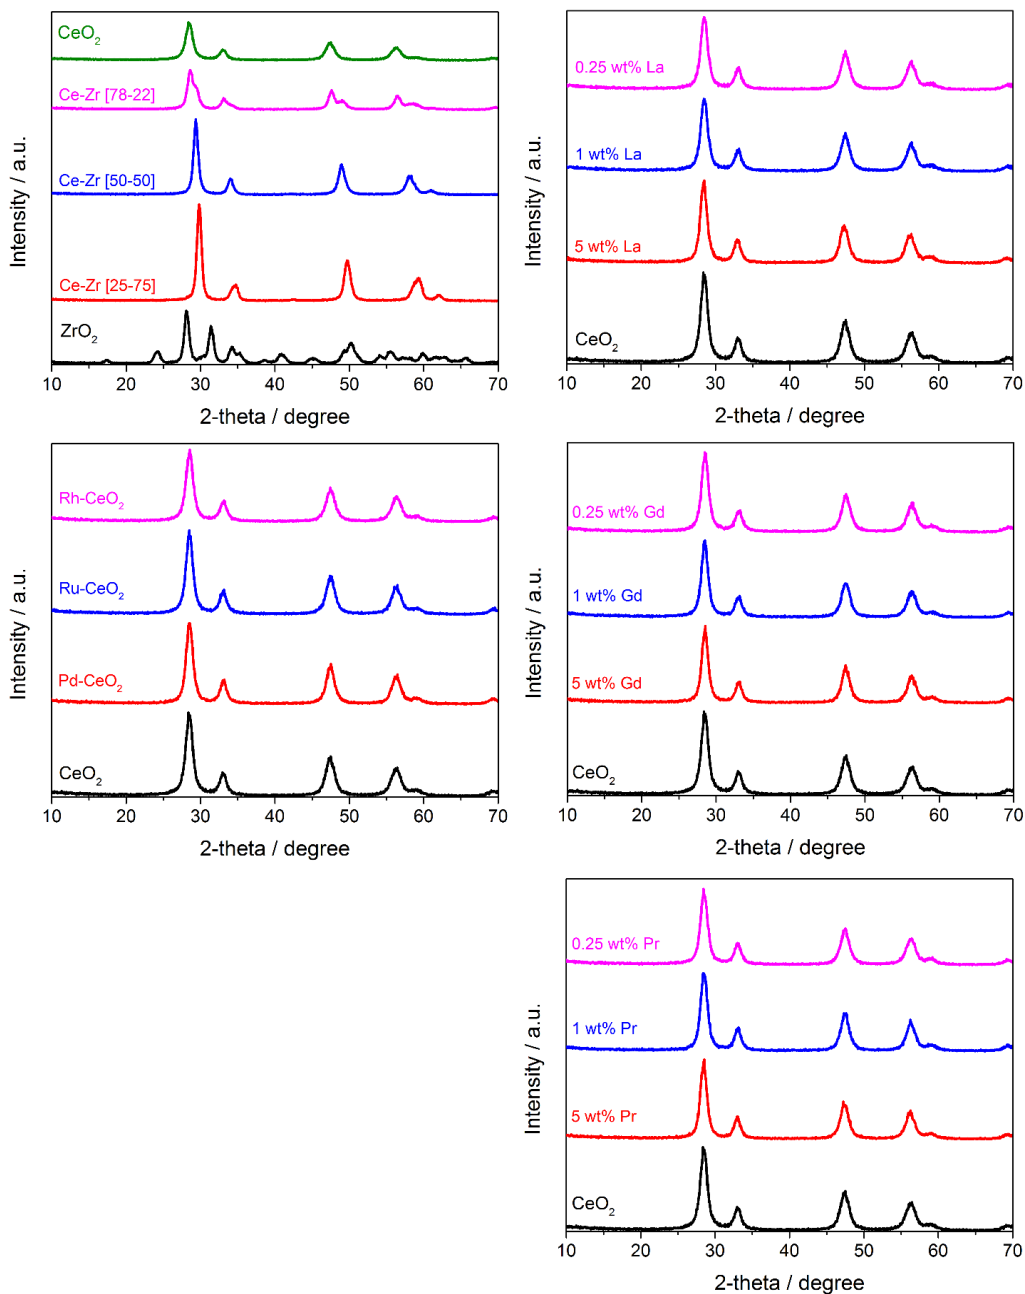 CeO2
Ce-Zr [78-22]
Ce-Zr [50-50]
Ce-Zr [25-75]
ZrO2
Intensity / a.u.
10 20 30 40 50 60 70
2-theta / degree
0.25 wt% La
1 wt% La
5 wt% La
CeO2
Intensity / a.u.
10 20 30 40 50 60 70
2-theta / degree
Rh-CeO2
Ru-CeO2
Pd-CeO2
CeO2
Intensity / a.u.
10 20 30 40 50 60 70
2-theta / degree
0.25 wt% Gd
1 wt% Gd
5 wt% Gd
CeO2
Intensity / a.u.
10 20 30 40 50 60 70
2-theta / degree
0.25 wt% Pr
1 wt% Pr
5 wt% Pr
CeO2
Intensity / a.u.
10 20 30 40 50 60 70
2-theta / degree